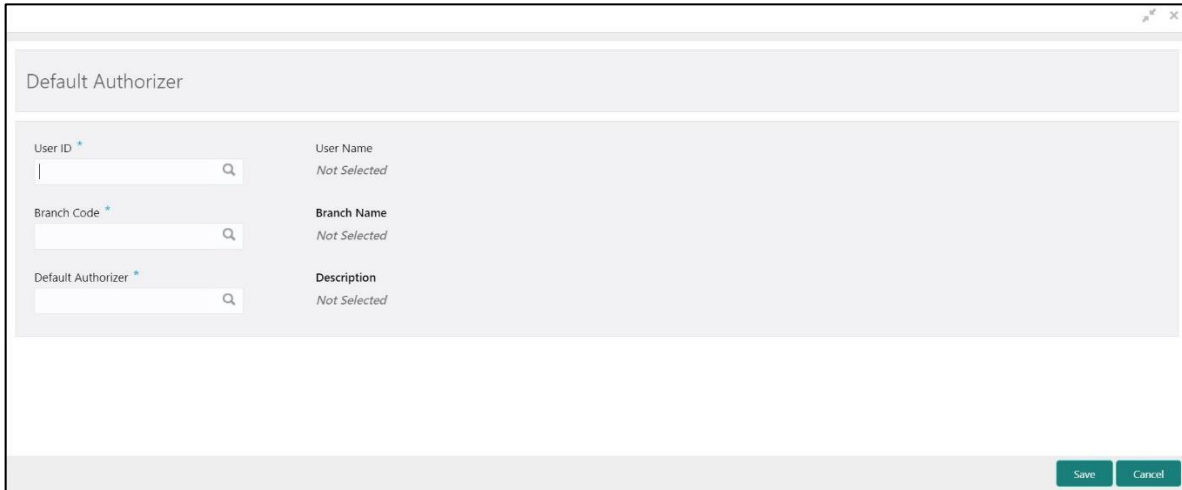 Default Authorizer
User ID *
User Name
Not Selected
Branch Code *
Branch Name
Not Selected
Default Authorizer *
Description
Not Selected
Save
Cancel